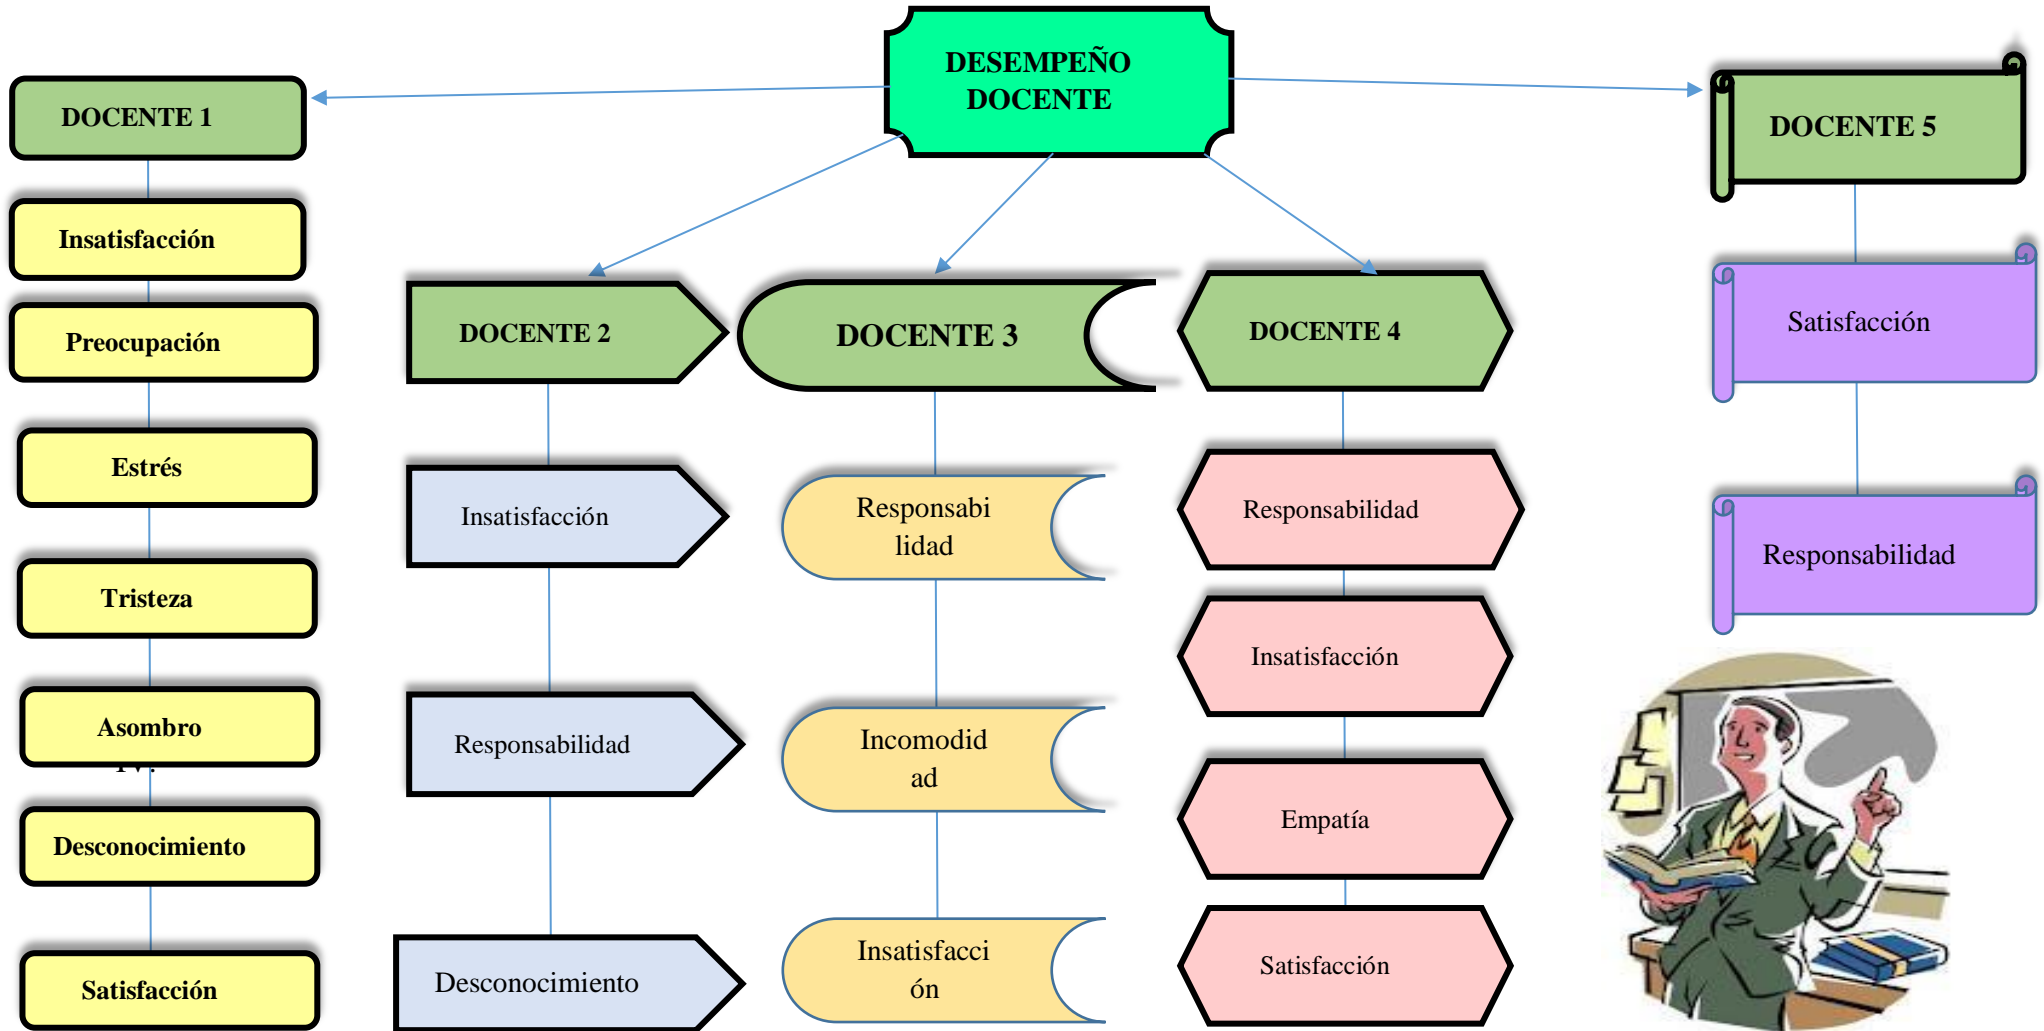 DESEMPEÑO
DOCENTE
DOCENTE 1
Insatisfacción
Preocupación
Estrés
Tristeza
Asombro
Desconocimiento
Satisfacción
DOCENTE 2
Insatisfacción
Responsabilidad
Desconocimiento
DOCENTE 3
Responsabi
lidad
Incomodid
ad
Insatisfacci
ón
DOCENTE 4
Responsabilidad
Insatisfacción
Empatía
Satisfacción
DOCENTE 5
Satisfacción
Responsabilidad